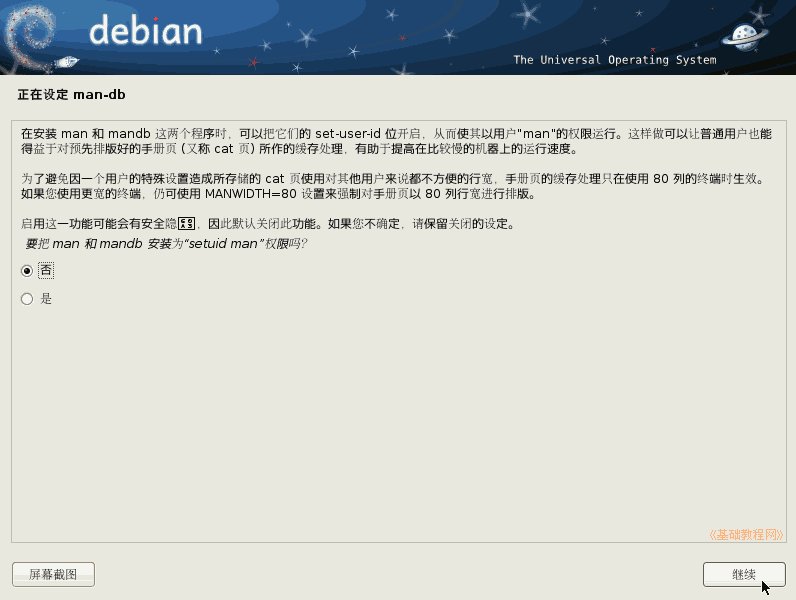 debian
The Universal Operating System
正在设定 man-db
在安装 man 和 mandb 这两个程序时，可以把它们的 set-user-id 位开启，从而使其以用户"man"的权限运行。这样做可以让普通用户也能
得益于对预先排版好的手册页 (又称 cat 页) 所作的缓存处理，有助于提高在比较慢的机器上的运行速度。
为了避免因一个用户的特殊设置造成所存储的 cat 页使用对其他用户来说都不方便的行宽，手册页的缓存处理只在使用 80 列的终端时生效。
如果您使用更宽的终端，仍可使用 MANWIDTH=80 设置来强制对手册页以 80 列行宽进行排版。
启用这一功能可能会有安全隐，因此默认关闭此功能。如果您不确定，请保留关闭的设定。
要把 man 和 mandb 安装为“setuid man”权限吗?
否
是
《基础教程网》
屏幕截图
继续